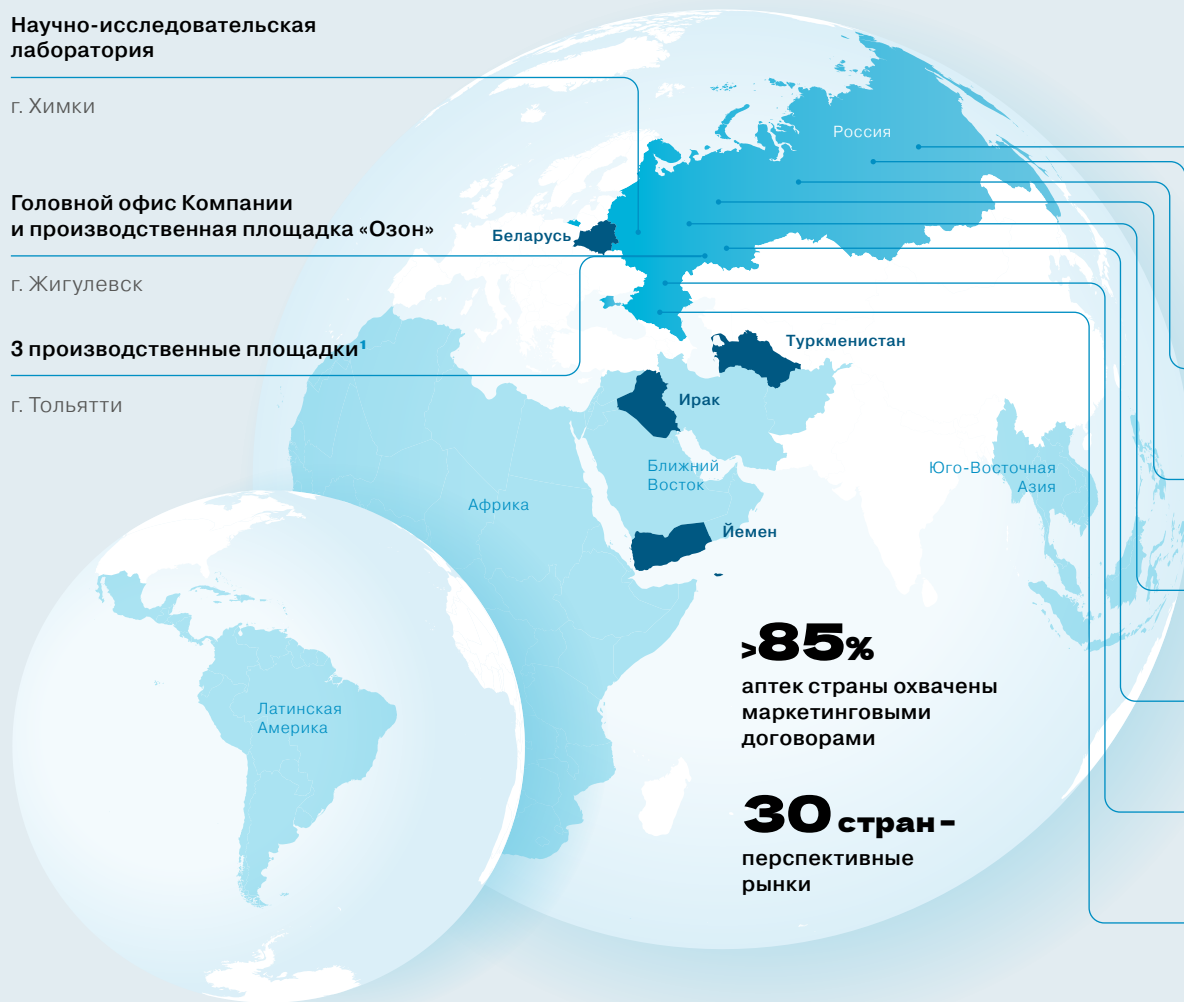 Научно-исследовательская
лаборатория
г. Химки
Головной офис Компании
и производственная площадка «Озон»
г. Жигулевск
3 производственные площадки¹
г. Тольятти
Россия
Беларусь
Туркменистан
Ирак
Ближний
Восток
Юго-Восточная
Азия
Африка
Йемен
Латинская
Америка
>85%
аптек страны охвачены
маркетинговыми
договорами
30 стран –
перспективные
рынки